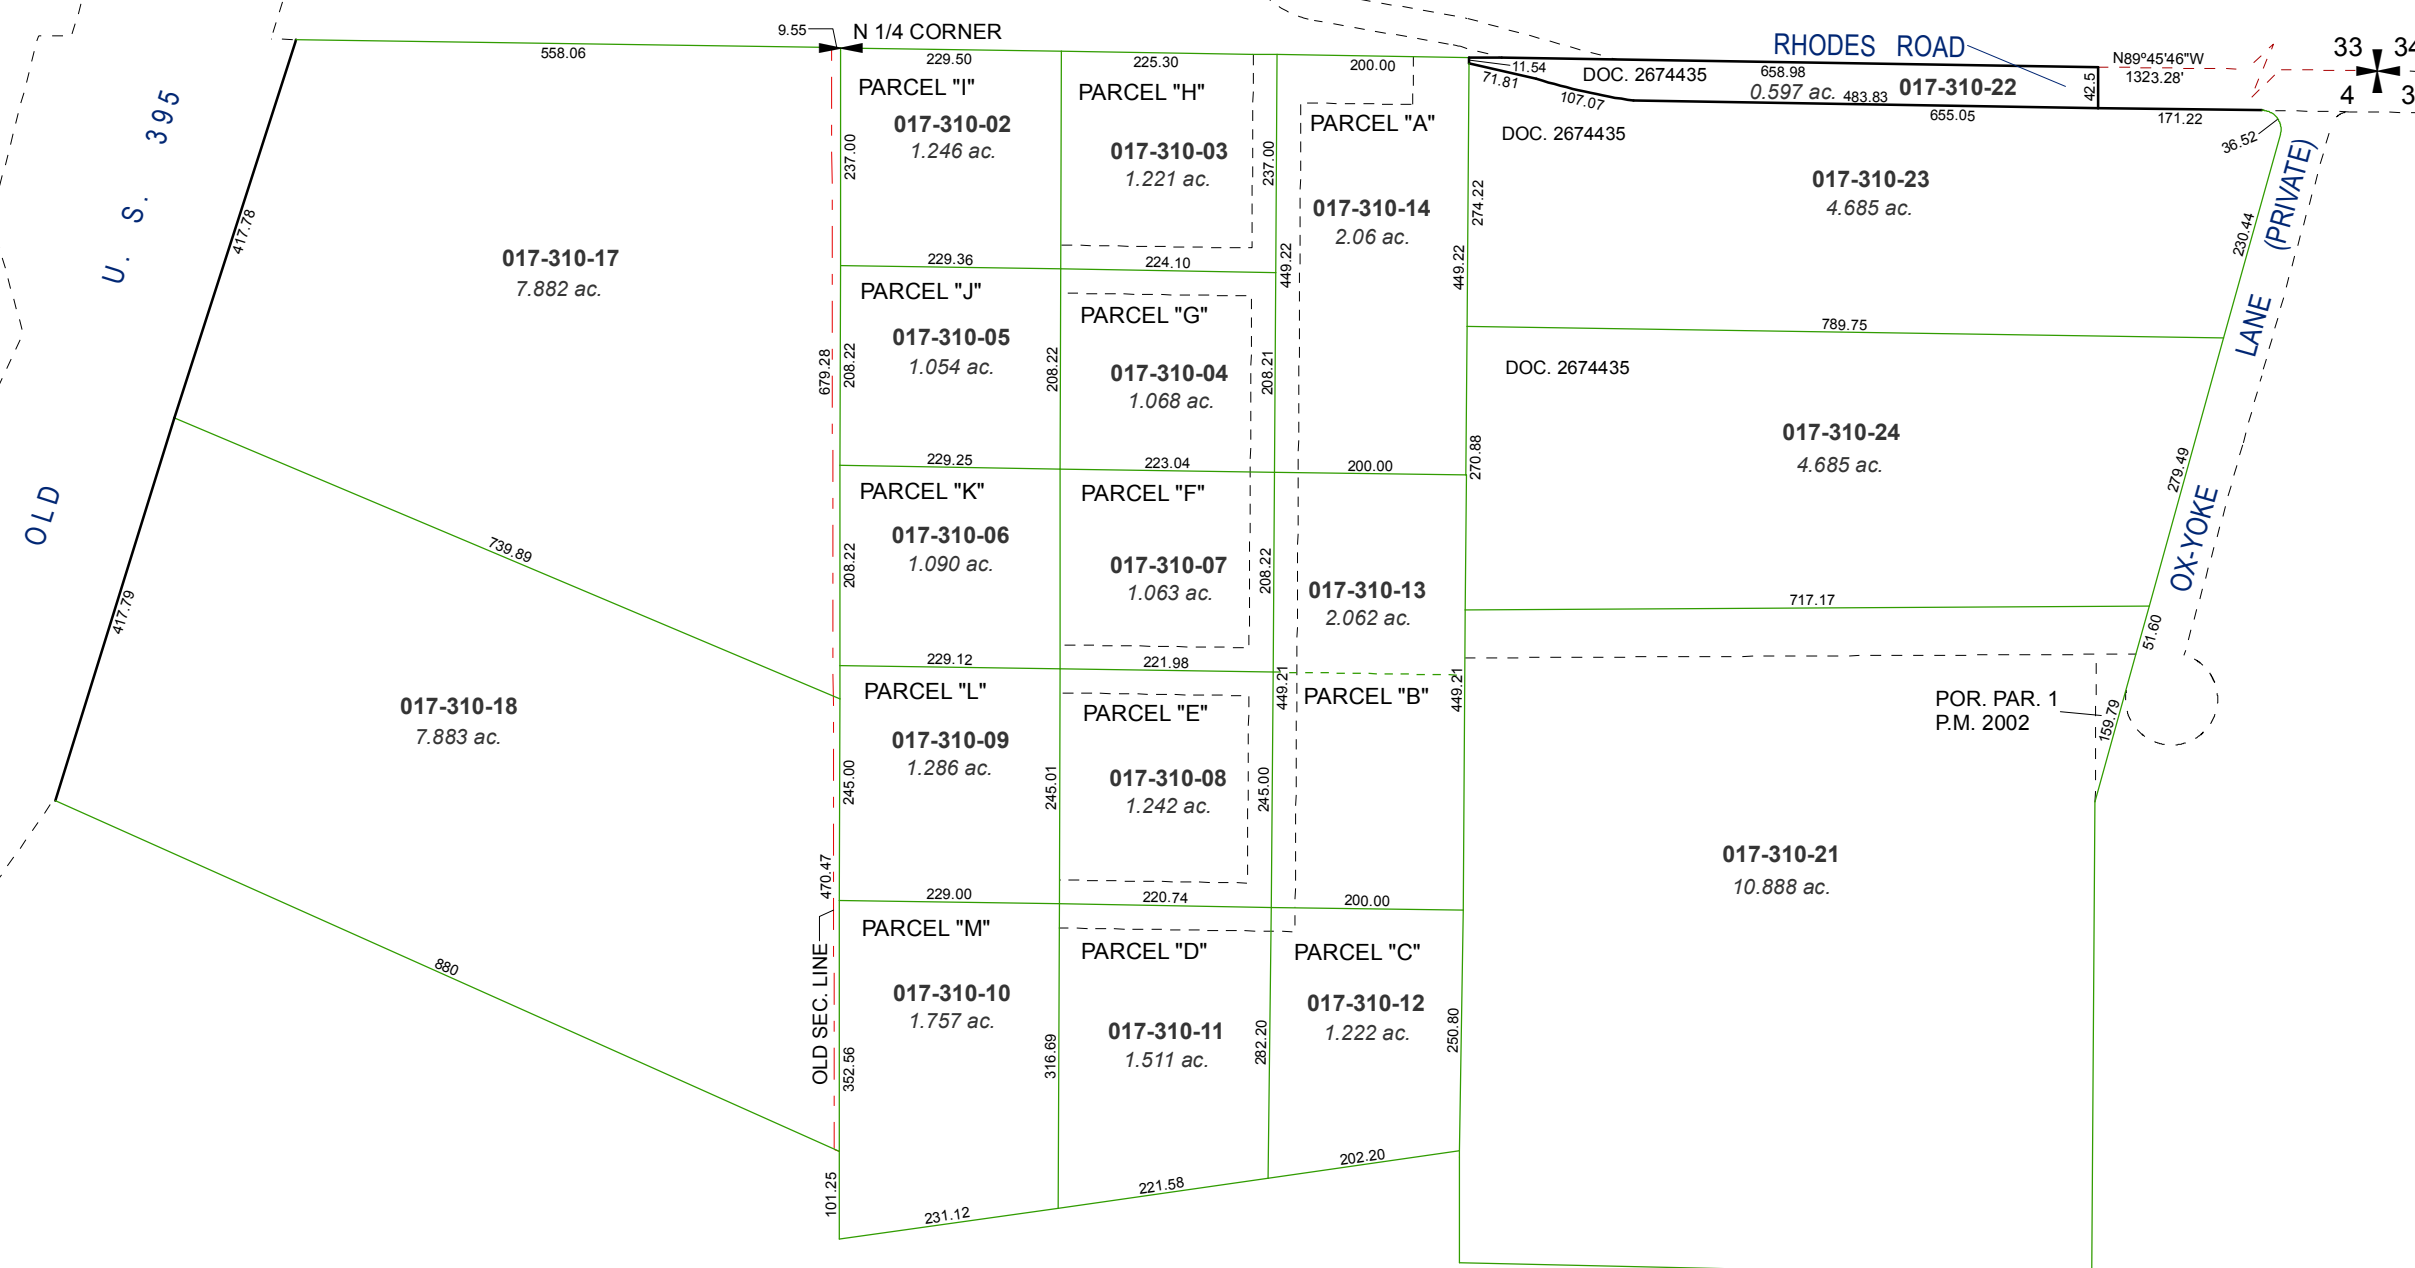 9.55
N 1/4 CORNER
RHODES ROAD
33
34
N89°45'46"W
1323.28'
4
3
558.06
229.50
225.30
200.00
11.54
DOC. 2674435
658.98
71.81
107.07
0.597 ac.
483.83
017-310-22
42.5
655.05
171.22
36.52
OLD U. S. 395
417.78
417.79
017-310-17
7.882 ac.
739.89
017-310-18
7.883 ac.
880
679.28
470.47
OLD SEC. LINE
101.25
PARCEL "I"
017-310-02
1.246 ac.
237.00
229.36
PARCEL "H"
017-310-03
1.221 ac.
237.00
224.10
PARCEL "A"
017-310-14
2.06 ac.
449.22
449.22
200.00
PARCEL "J"
017-310-05
1.054 ac.
208.22
208.22
229.25
PARCEL "G"
017-310-04
1.068 ac.
208.21
223.04
PARCEL "K"
017-310-06
1.090 ac.
208.22
229.12
PARCEL "F"
017-310-07
1.063 ac.
208.22
221.98
017-310-13
2.062 ac.
PARCEL "B"
449.21
449.21
200.00
PARCEL "L"
017-310-09
1.286 ac.
245.00
245.01
229.00
PARCEL "E"
017-310-08
1.242 ac.
245.00
220.74
PARCEL "M"
017-310-10
1.757 ac.
352.56
316.69
231.12
PARCEL "D"
017-310-11
1.511 ac.
282.20
221.58
PARCEL "C"
017-310-12
1.222 ac.
250.80
202.20
DOC. 2674435
017-310-23
4.685 ac.
274.22
230.44
789.75
DOC. 2674435
017-310-24
4.685 ac.
270.88
279.49
717.17
OX-YOKE LANE (PRIVATE)
51.60
159.79
POR. PAR. 1
P.M. 2002
017-310-21
10.888 ac.